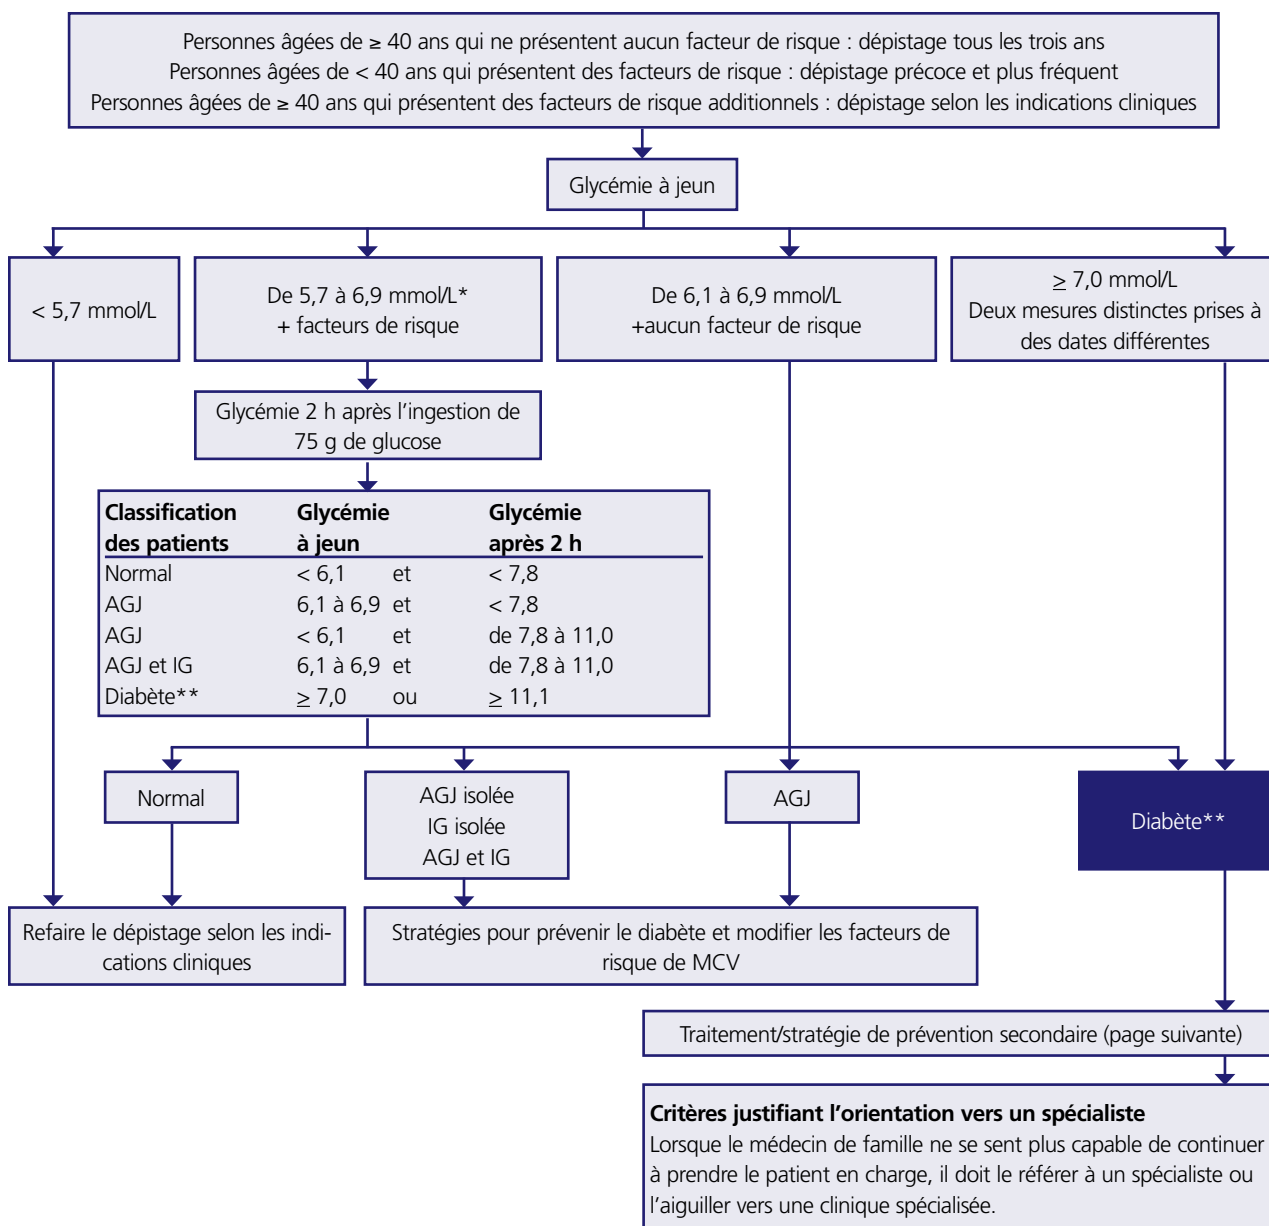 Personnes âgées de ≥ 40 ans qui ne présentent aucun facteur de risque : dépistage tous les trois ans
Personnes âgées de < 40 ans qui présentent des facteurs de risque : dépistage précoce et plus fréquent
Personnes âgées de ≥ 40 ans qui présentent des facteurs de risque additionnels : dépistage selon les indications cliniques
Glycémie à jeun
< 5,7 mmol/L
De 5,7 à 6,9 mmol/L*
+ facteurs de risque
De 6,1 à 6,9 mmol/L
+aucun facteur de risque
≥ 7,0 mmol/L
Deux mesures distinctes prises à
des dates différentes
Glycémie 2 h après l'ingestion de
75 g de glucose
Classification Glycémie Glycémie
des patients à jeun après 2 h
Normal < 6,1 et < 7,8
AGJ 6,1 à 6,9 et < 7,8
AGJ < 6,1 et de 7,8 à 11,0
AGJ et IG 6,1 à 6,9 et de 7,8 à 11,0
Diabète** ≥ 7,0 ou ≥ 11,1
Normal
AGJ isolée
IG isolée
AGJ et IG
AGJ
Diabète**
Refaire le dépistage selon les indi-
cations cliniques
Stratégies pour prévenir le diabète et modifier les facteurs de
risque de MCV
Traitement/stratégie de prévention secondaire (page suivante)
Critères justifiant l'orientation vers un spécialiste
Lorsque le médecin de famille ne se sent plus capable de continuer
à prendre le patient en charge, il doit le référer à un spécialiste ou
l'aiguiller vers une clinique spécialisée.